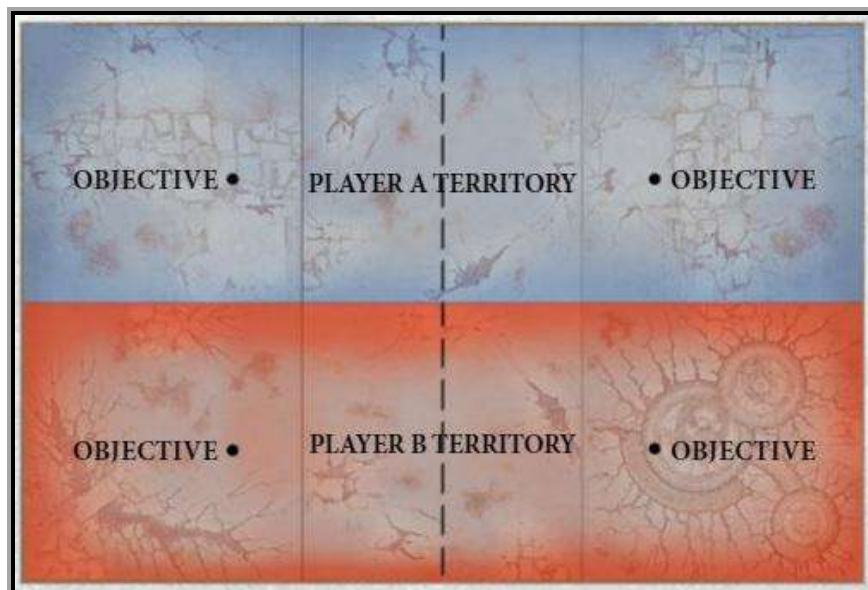 OBJECTIVE
PLAYER A TERRITORY
OBJECTIVE
OBJECTIVE
PLAYER B TERRITORY
OBJECTIVE